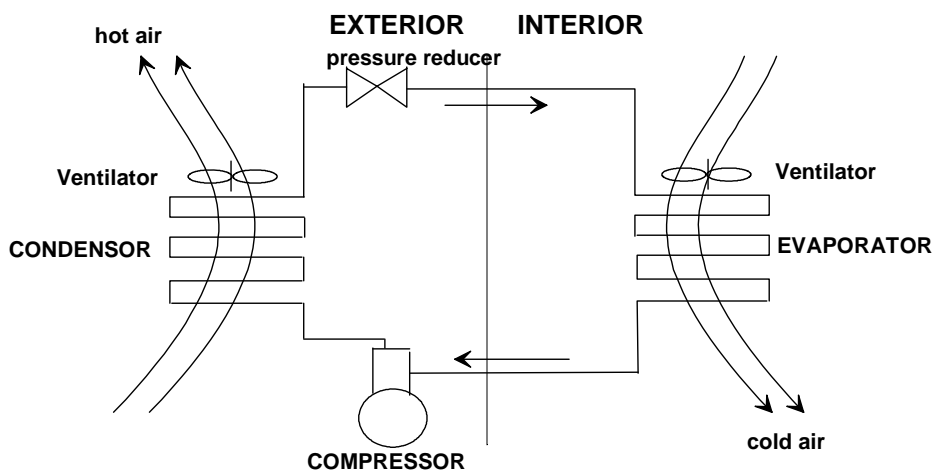 EXTERIOR INTERIOR
hot air
pressure reducer
Ventilator
Ventilator
CONDENSOR
EVAPORATOR
cold air
COMPRESSOR